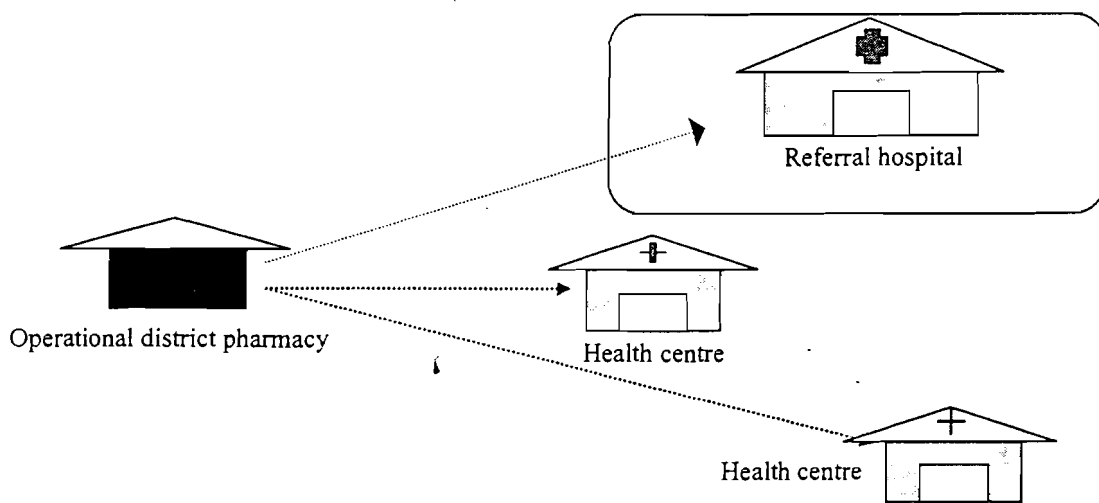 Referral hospital
Operational district pharmacy
Health centre
Health centre